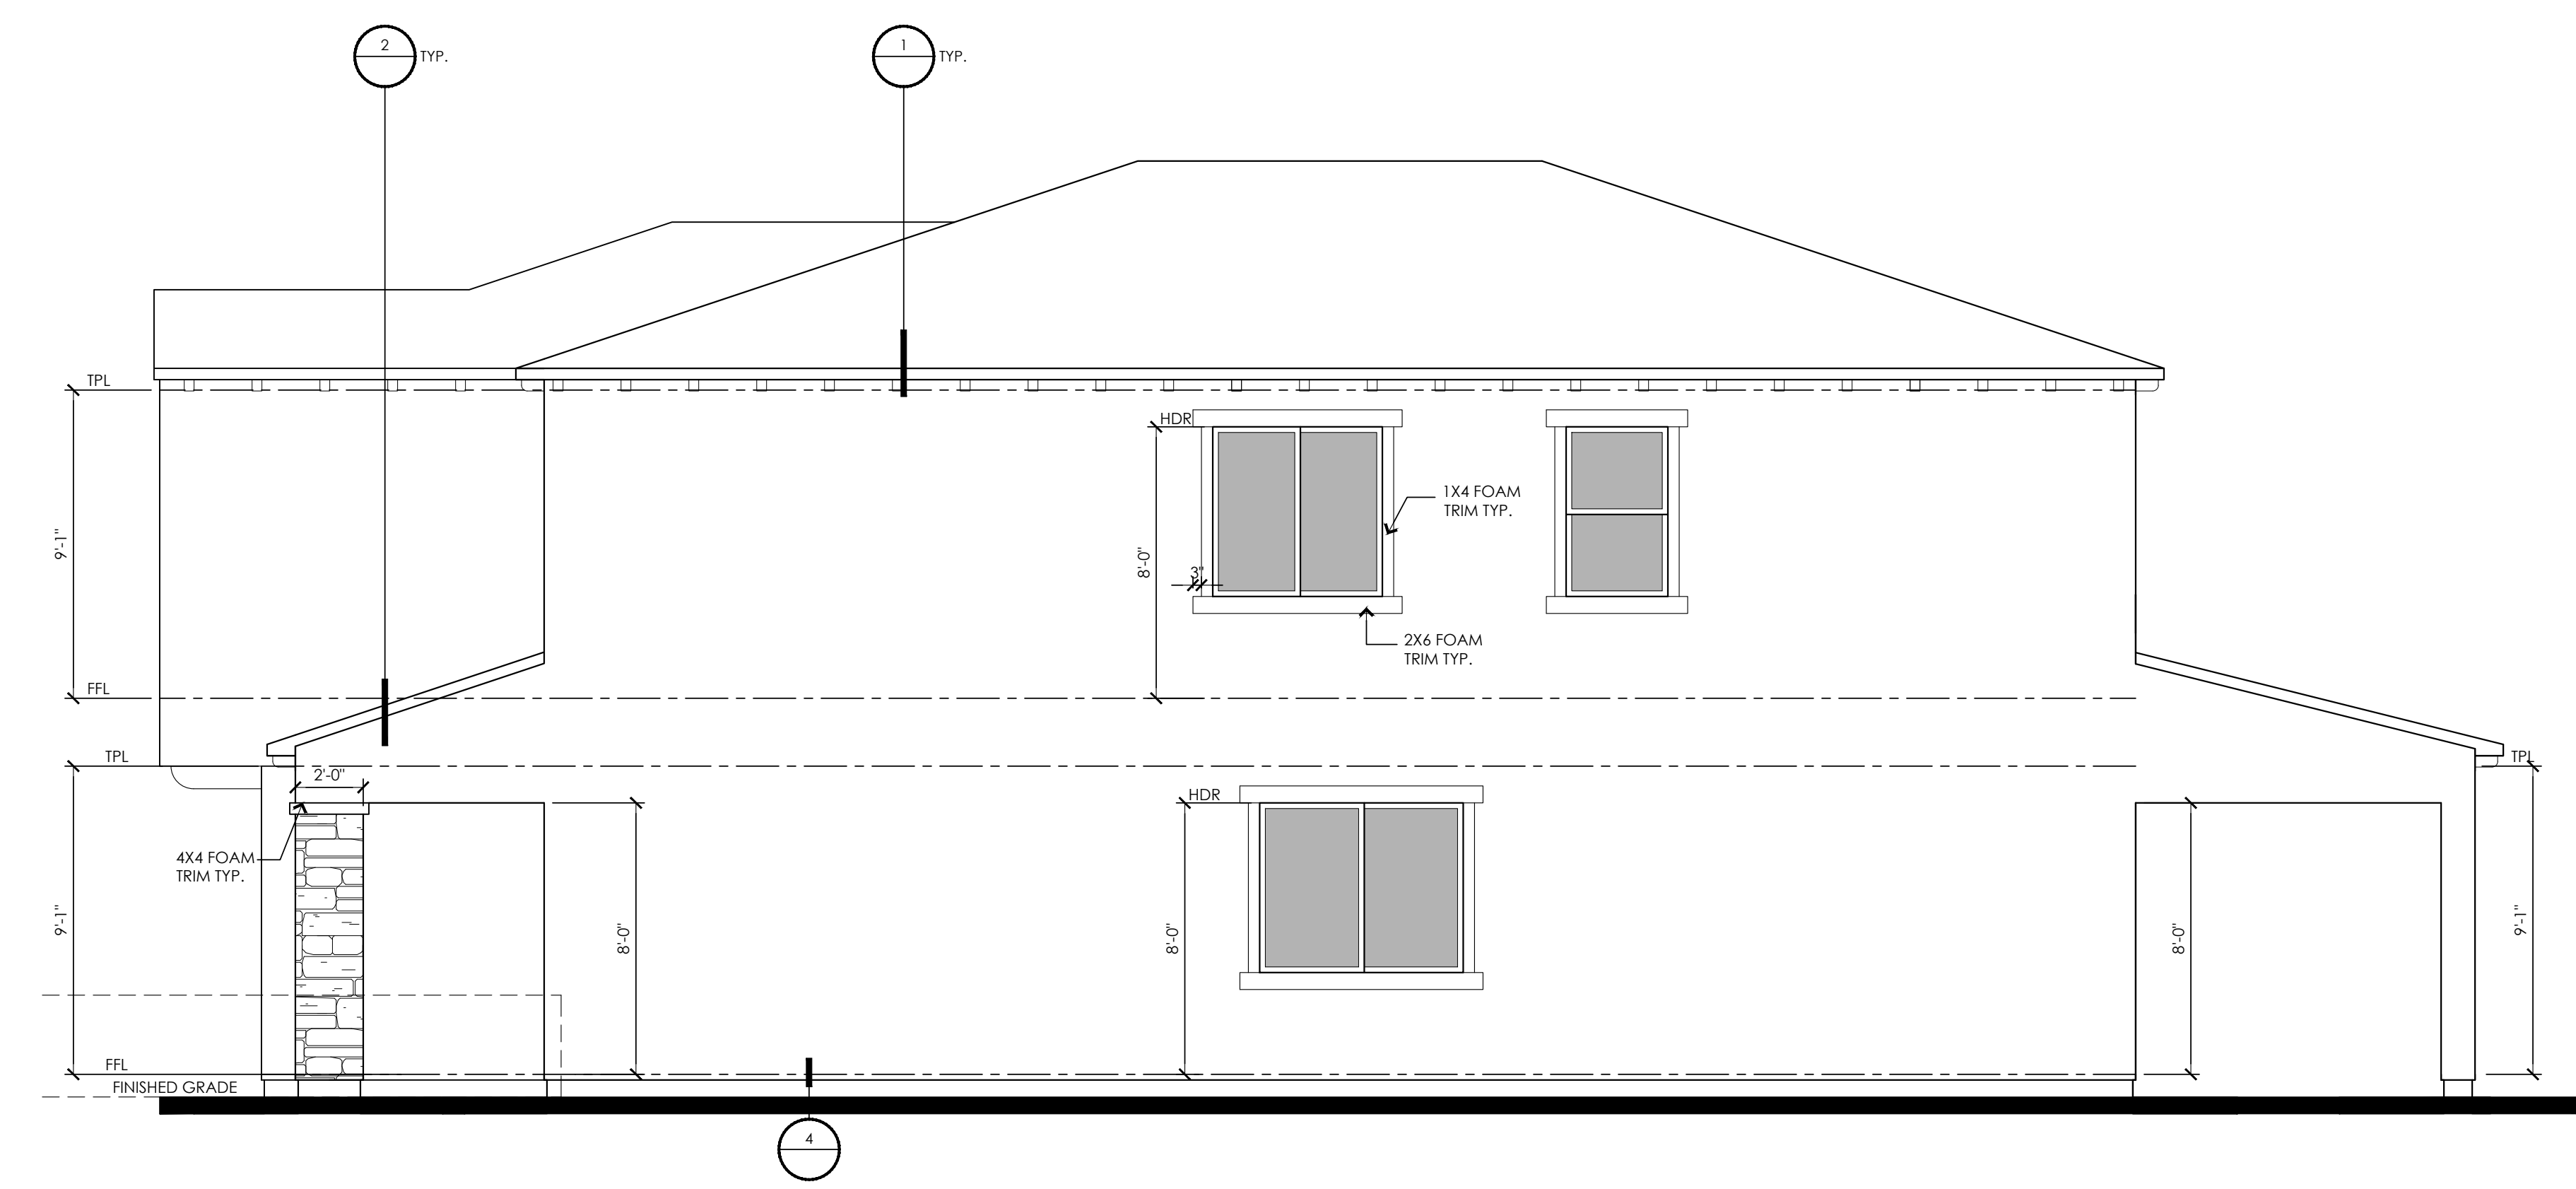 2
TYP.
1
TYP.
TPL
HDR
1X4 FOAM
TRIM TYP.
9'-1"
8'-0"
3"
2X6 FOAM
TRIM TYP.
FFL
TPL
TPL
2'-0"
HDR
4X4 FOAM
TRIM TYP.
9'-1"
8'-0"
8'-0"
8'-0"
9'-1"
FFL
FINISHED GRADE
4